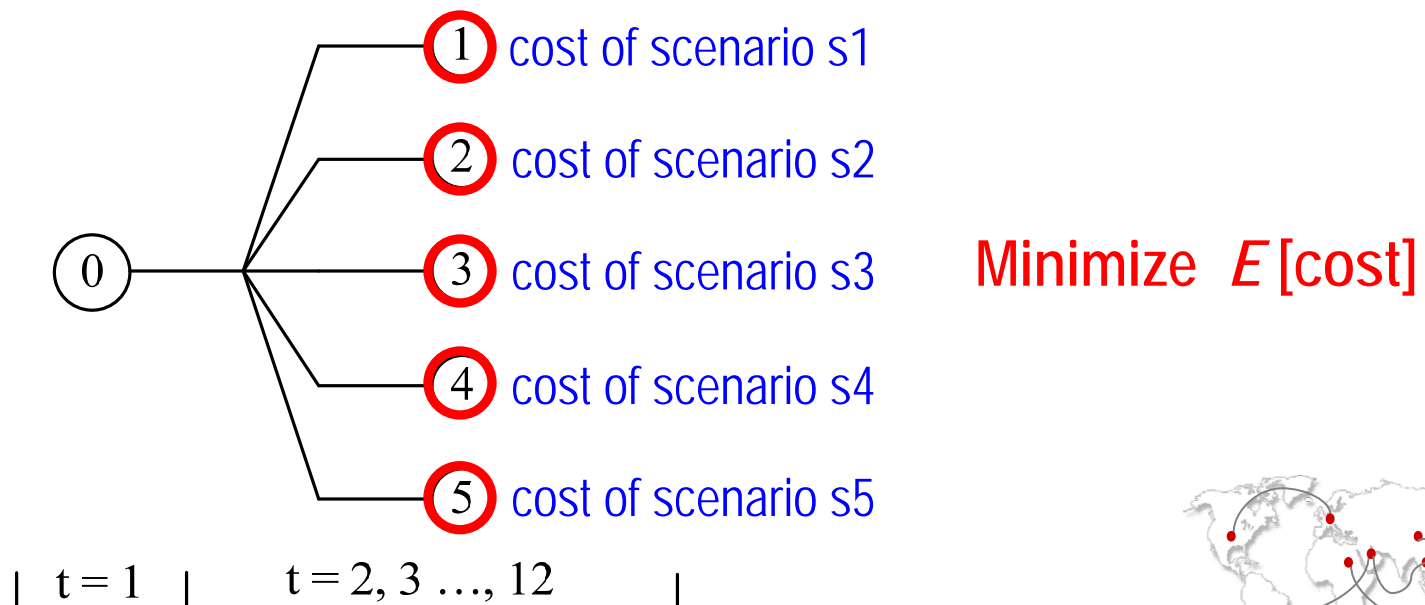 1 cost of scenario s1
2 cost of scenario s2
0 3 cost of scenario s3 Minimize E [cost]
4 cost of scenario s4
5 cost of scenario s5
t = 1 t = 2, 3 ..., 12